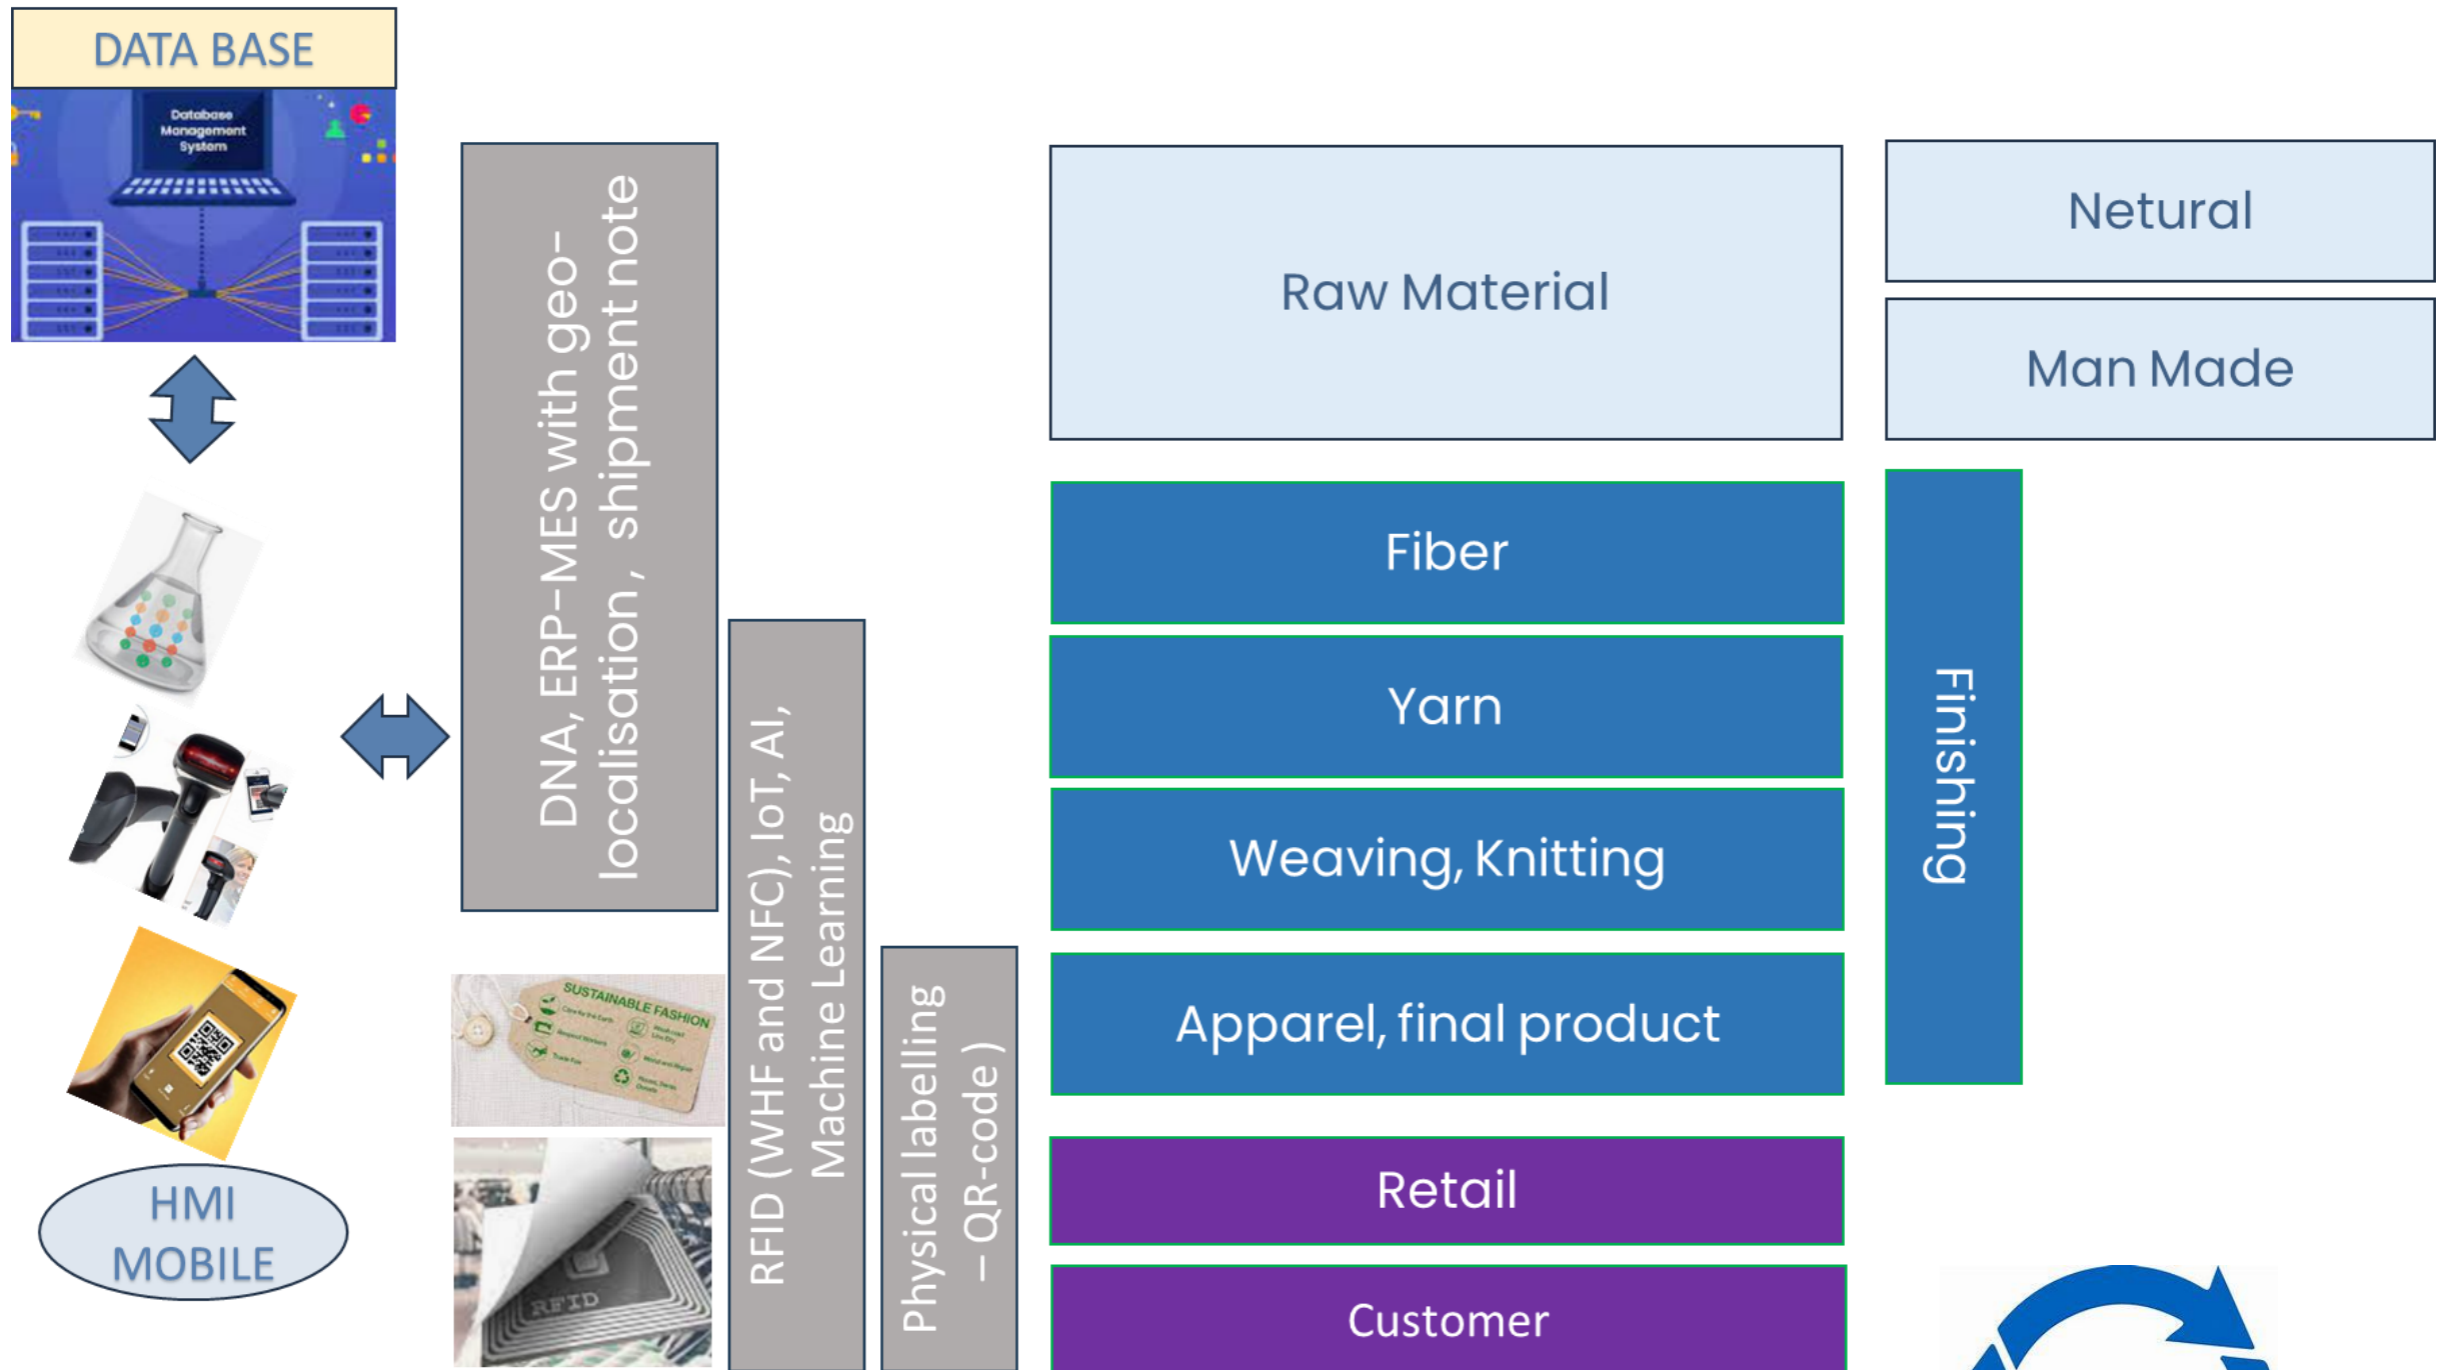 DATA BASE
Database
Management
System
DNA, ERP-MES with geo-
localisation , shipment note
RFID (WHF and NFC), IoT, AI,
Machine Learning
Physical labelling
– QR-code )
Raw Material
Netural
Man Made
Fiber
Yarn
Weaving, Knitting
Apparel, final product
Finishing
Retail
Customer
SUSTAINABLE FASHION
RFID
HMI
MOBILE